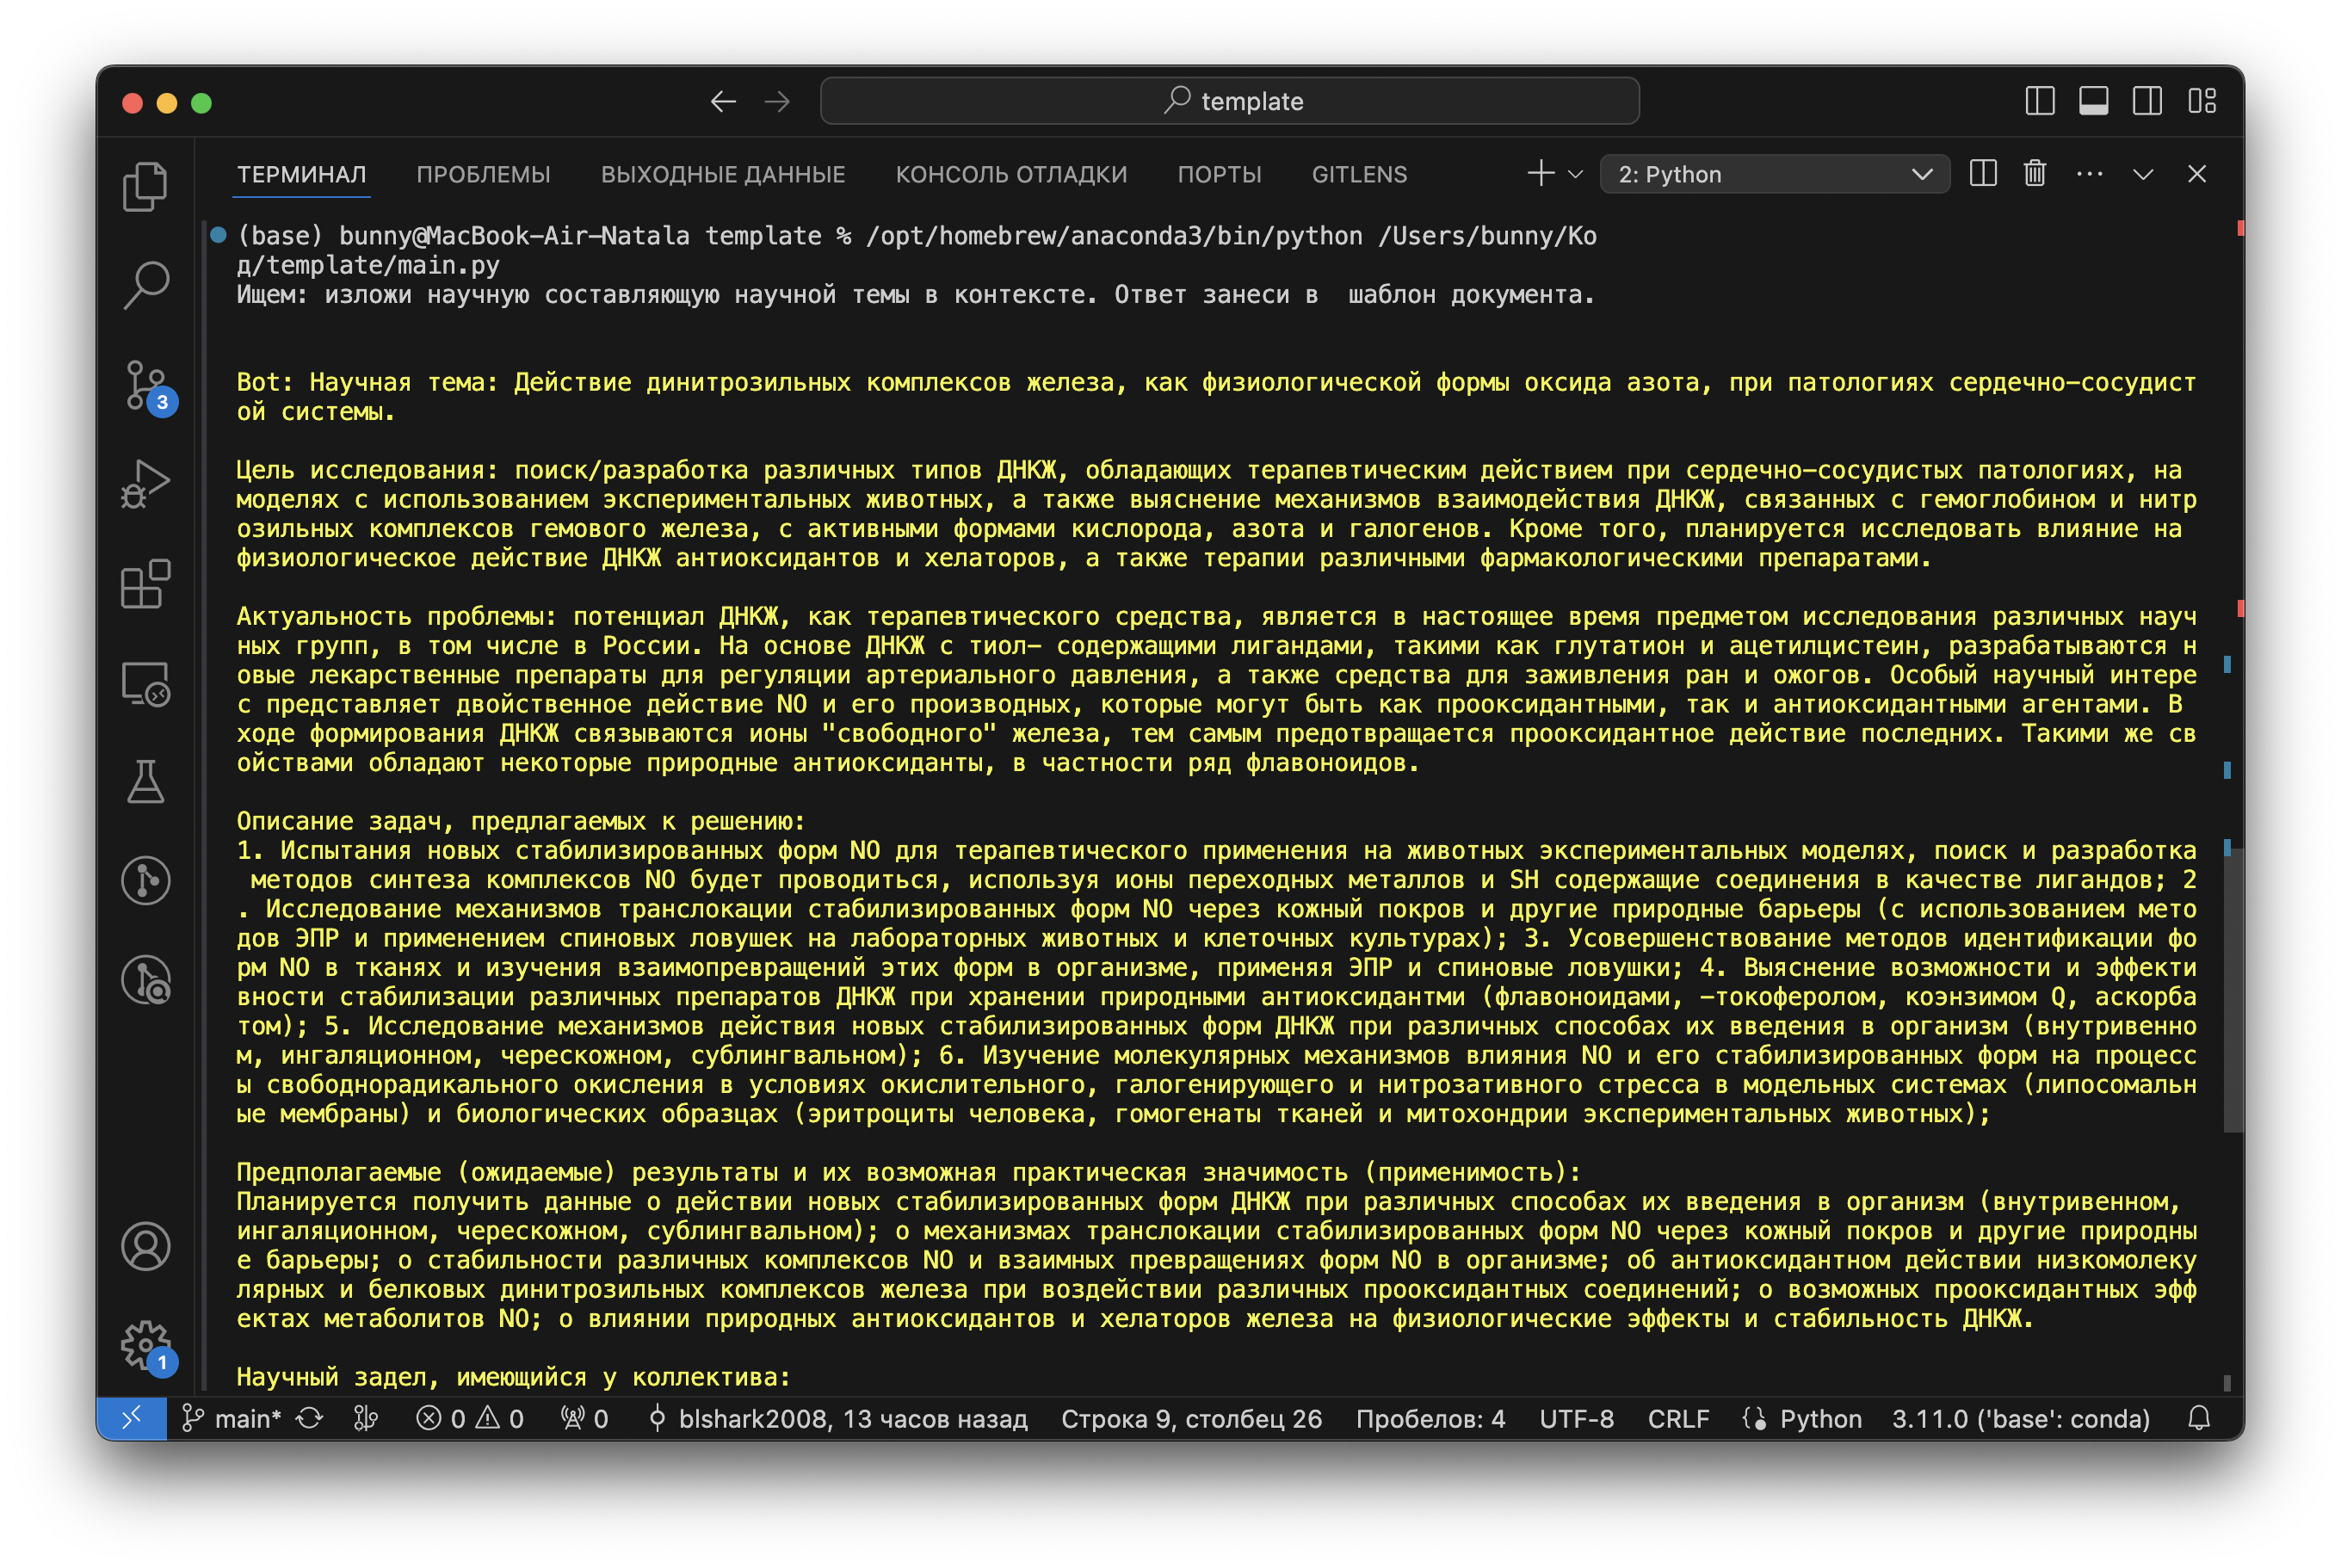 template
ТЕРМИНАЛ ПРОБЛЕМЫ ВЫХОДНЫЕ ДАННЫЕ КОНСОЛЬ ОТЛАДКИ ПОРТЫ GITLENS 2: Python
(base) bunny@MacBook-Air-Natala template % /opt/homebrew/anaconda3/bin/python /Users/bunny/Ко
д/template/main.py
Ищем: изложи научную составляющую научной темы в контексте. Ответ занеси в  шаблон документа.
Bot: Научная тема: Действие динитрозильных комплексов железа, как физиологической формы оксида азота, при патологиях сердечно-сосудист
ой системы.
Цель исследования: поиск/разработка различных типов ДНКЖ, обладающих терапевтическим действием при сердечно-сосудистых патологиях, на
моделях с использованием экспериментальных животных, а также выяснение механизмов взаимодействия ДНКЖ, связанных с гемоглобином и нитр
озильных комплексов гемового железа, с активными формами кислорода, азота и галогенов. Кроме того, планируется исследовать влияние на
физиологическое действие ДНКЖ антиоксидантов и хелаторов, а также терапии различными фармакологическими препаратами.
Актуальность проблемы: потенциал ДНКЖ, как терапевтического средства, является в настоящее время предметом исследования различных науч
ных групп, в том числе в России. На основе ДНКЖ с тиол- содержащими лигандами, такими как глутатион и ацетилцистеин, разрабатываются н
овые лекарственные препараты для регуляции артериального давления, а также средства для заживления ран и ожогов. Особый научный интере
с представляет двойственное действие NO и его производных, которые могут быть как прооксидантными, так и антиоксидантными агентами. В
ходе формирования ДНКЖ связываются ионы "свободного" железа, тем самым предотвращается прооксидантное действие последних. Такими же св
ойствами обладают некоторые природные антиоксиданты, в частности ряд флавоноидов.
Описание задач, предлагаемых к решению:
1. Испытания новых стабилизированных форм NO для терапевтического применения на животных экспериментальных моделях, поиск и разработка
методов синтеза комплексов NO будет проводиться, используя ионы переходных металлов и SH содержащие соединения в качестве лигандов; 2
. Исследование механизмов транслокации стабилизированных форм NO через кожный покров и другие природные барьеры (с использованием мето
дов ЭПР и применением спиновых ловушек на лабораторных животных и клеточных культурах); 3. Усовершенствование методов идентификации фо
рм NO в тканях и изучения взаимопревращений этих форм в организме, применяя ЭПР и спиновые ловушки; 4. Выяснение возможности и эффекти
вности стабилизации различных препаратов ДНКЖ при хранении природными антиоксидантми (флавоноидами, -токоферолом, коэнзимом Q, аскорба
том); 5. Исследование механизмов действия новых стабилизированных форм ДНКЖ при различных способах их введения в организм (внутривенно
м, ингаляционном, чрескожном, сублингвальном); 6. Изучение молекулярных механизмов влияния NO и его стабилизированных форм на процесс
ы свободнорадикального окисления в условиях окислительного, галогенирующего и нитрозативного стресса в модельных системах (липосомальн
ые мембраны) и биологических образцах (эритроциты человека, гомогенаты тканей и митохондрии экспериментальных животных);
Предполагаемые (ожидаемые) результаты и их возможная практическая значимость (применимость):
Планируется получить данные о действии новых стабилизированных форм ДНКЖ при различных способах их введения в организм (внутривенном,
ингаляционном, чрескожном, сублингвальном); о механизмах транслокации стабилизированных форм NO через кожный покров и другие природны
е барьеры; о стабильности различных комплексов NO и взаимных превращениях форм NO в организме; об антиоксидантном действии низкомолеку
лярных и белковых динитрозильных комплексов железа при воздействии различных прооксидантных соединений; о возможных прооксидантных эфф
ектах метаболитов NO; о влиянии природных антиоксидантов и хелаторов железа на физиологические эффекты и стабильность ДНКЖ.
Научный задел, имеющийся у коллектива:
3
1
main* 0 0 0 blshark2008, 13 часов назад Строка 9, столбец 26 Пробелов: 4 UTF-8 CRLF Python 3.11.0 ('base': conda)